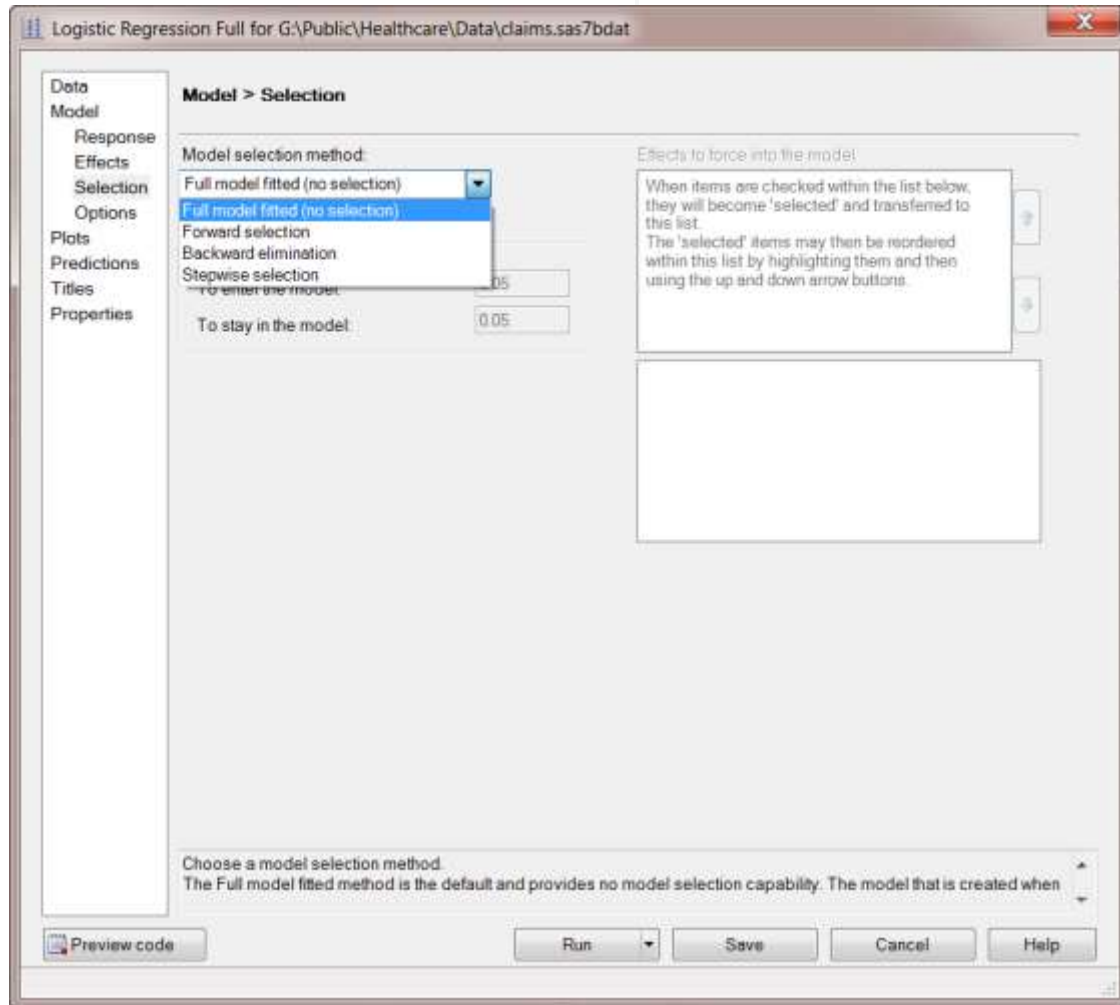 Logistic Regression Full for G:\Public\Healthcare\Data\claims.sas7bdat
Data
Model
Response
Effects
Selection
Options
Plots
Predictions
Titles
Properties
Model > Selection
Model selection method:
Full model fitted (no selection)
Full model fitted (no selection)
Forward selection
Backward elimination
Stepwise selection
To enter the model:
0.05
To stay in the model:
0.05
Effects to force into the model
When items are checked within the list below,
they will become 'selected' and transferred to
this list.
The 'selected' items may then be reordered
within this list by highlighting them and then
using the up and down arrow buttons.
Choose a model selection method.
The Full model fitted method is the default and provides no model selection capability. The model that is created when
Preview code
Run
Save
Cancel
Help